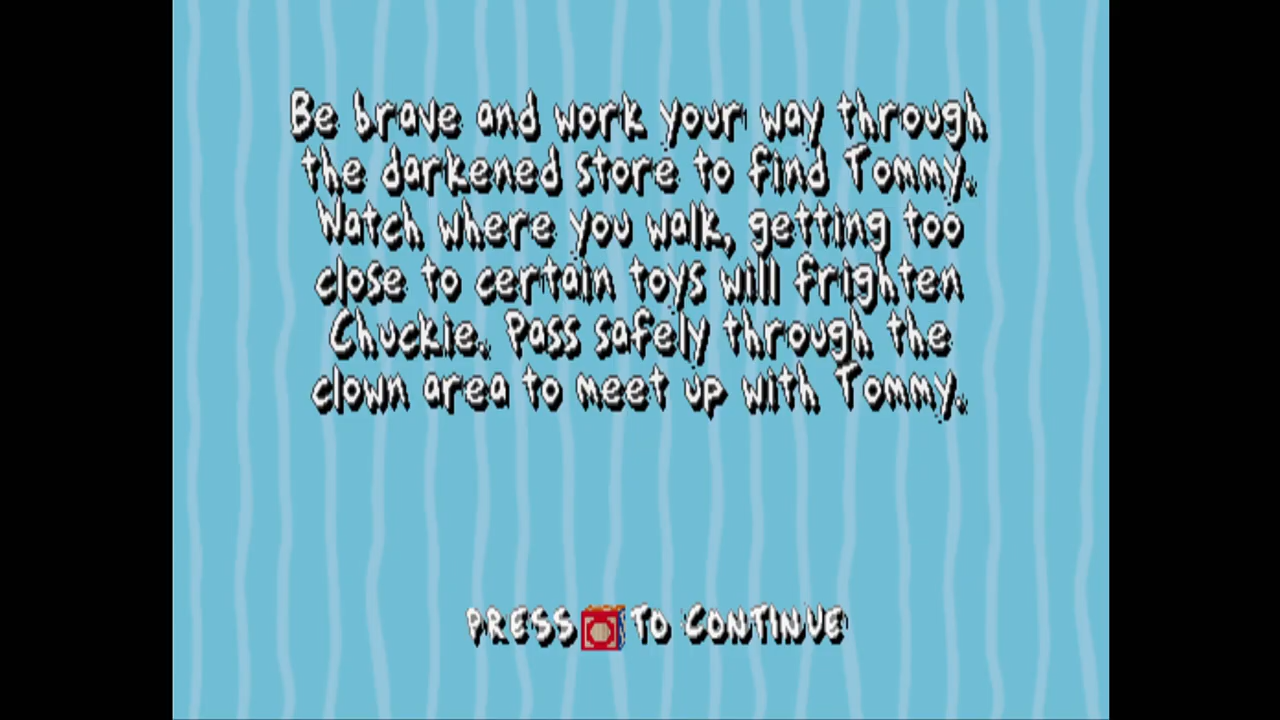 Be brave and work your way through
the darkened store to find Tommy.
Watch where you walk, getting too
close to certain toys will frighten
Chuckie. Pass safely through the
clown area to meet up with Tommy.
PRESS TO CONTINUE